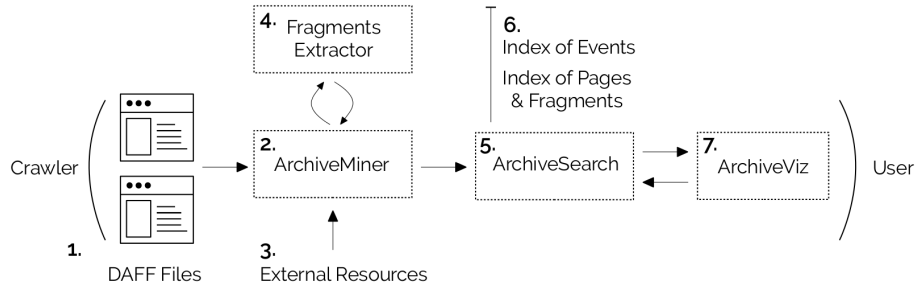 4. Fragments
Extractor
6.
Index of Events
Index of Pages
& Fragments
Crawler
2.
ArchiveMiner
5.
ArchiveSearch
7.
ArchiveViz
User
1.
DAFF Files
3.
External Resources